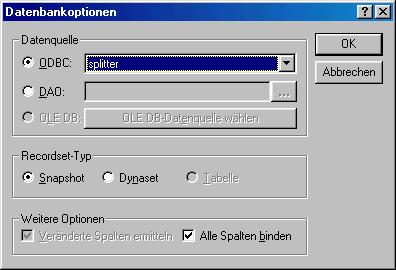 Datenbankoptionen
Datenquelle
ODBC: splitter
DAO: ...
OLE DB: OLE DB-Datenquelle wählen
OK
Abbrechen
Recordset-Typ
Snapshot Dynaset Tabelle
Weitere Optionen
Veränderte Spalten ermitteln Alle Spalten binden